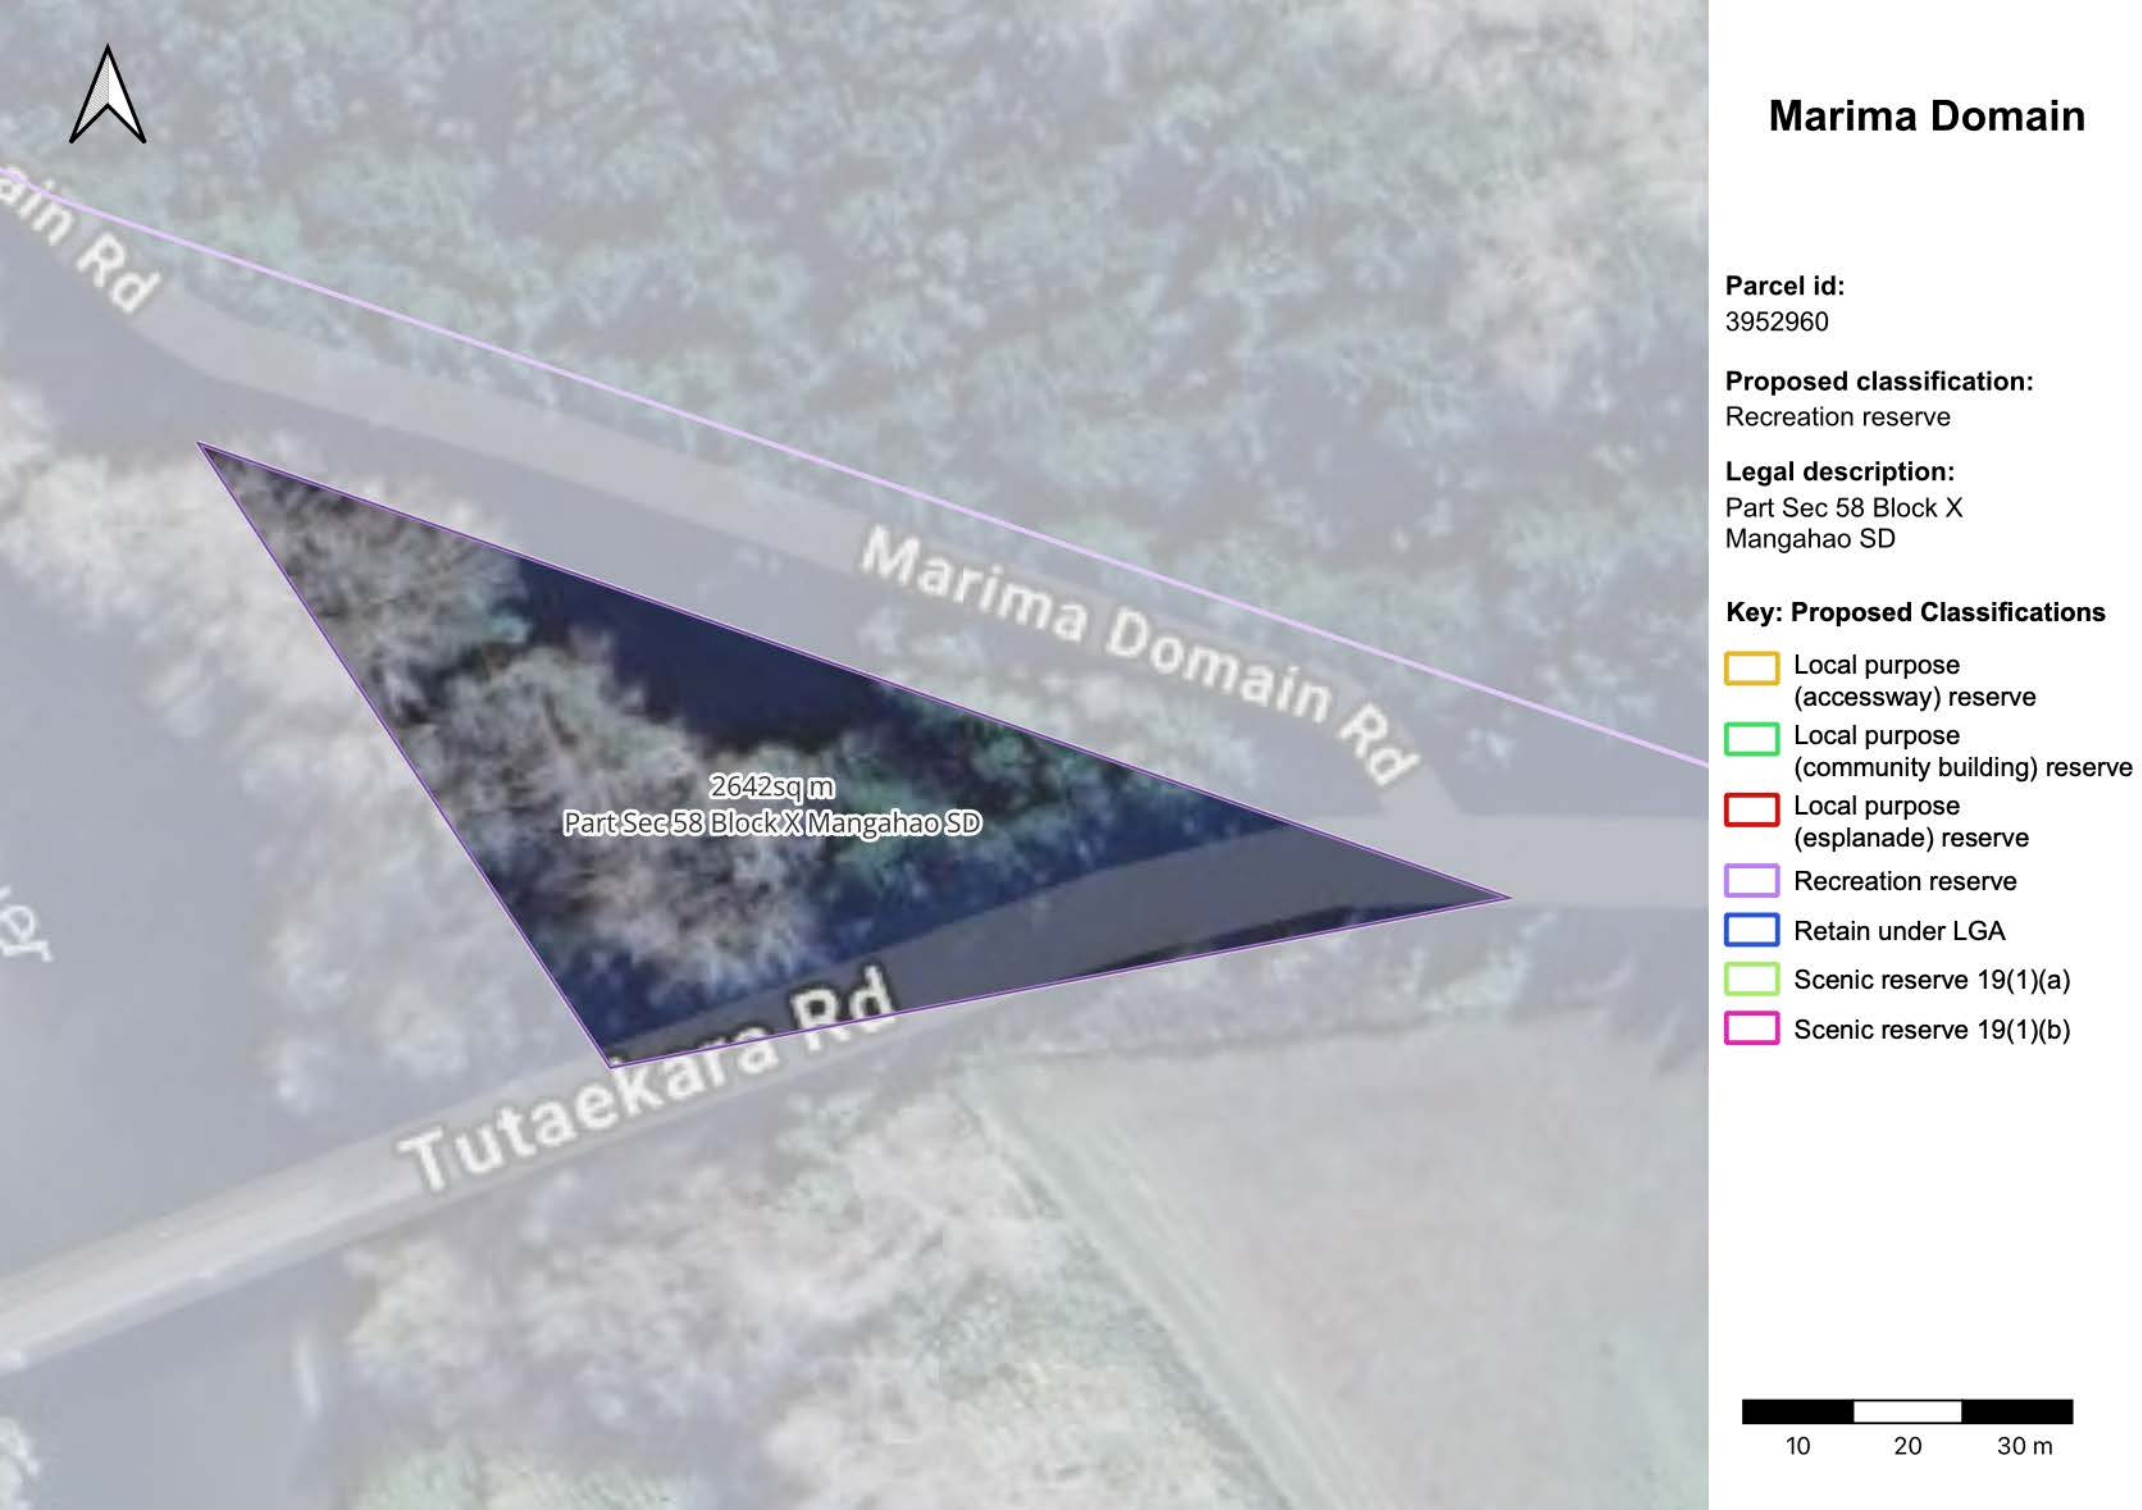 Marima Domain
Parcel id:
3952960
Proposed classification:
Recreation reserve
Legal description:
Part Sec 58 Block X
Mangahao SD
Key: Proposed Classifications
Local purpose
(accessway) reserve
Local purpose
(community building) reserve
Local purpose
(esplanade) reserve
Recreation reserve
Retain under LGA
Scenic reserve 19(1)(a)
Scenic reserve 19(1)(b)
10 20 30 m
ain Rd
Marima Domain Rd
2642sq m
Part Sec 58 Block X Mangahao SD
Tutaekara Rd